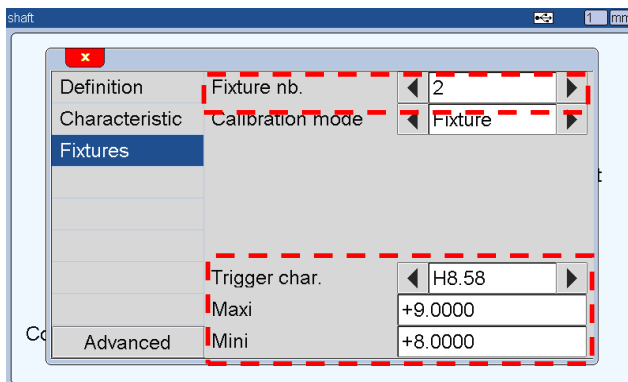 shaft 1 mm
x
Definition Fixture nb. 2
Characteristic Calibration mode Fixture
Fixtures
Trigger char. H8.58
Maxi +9.0000
Advanced Mini +8.0000